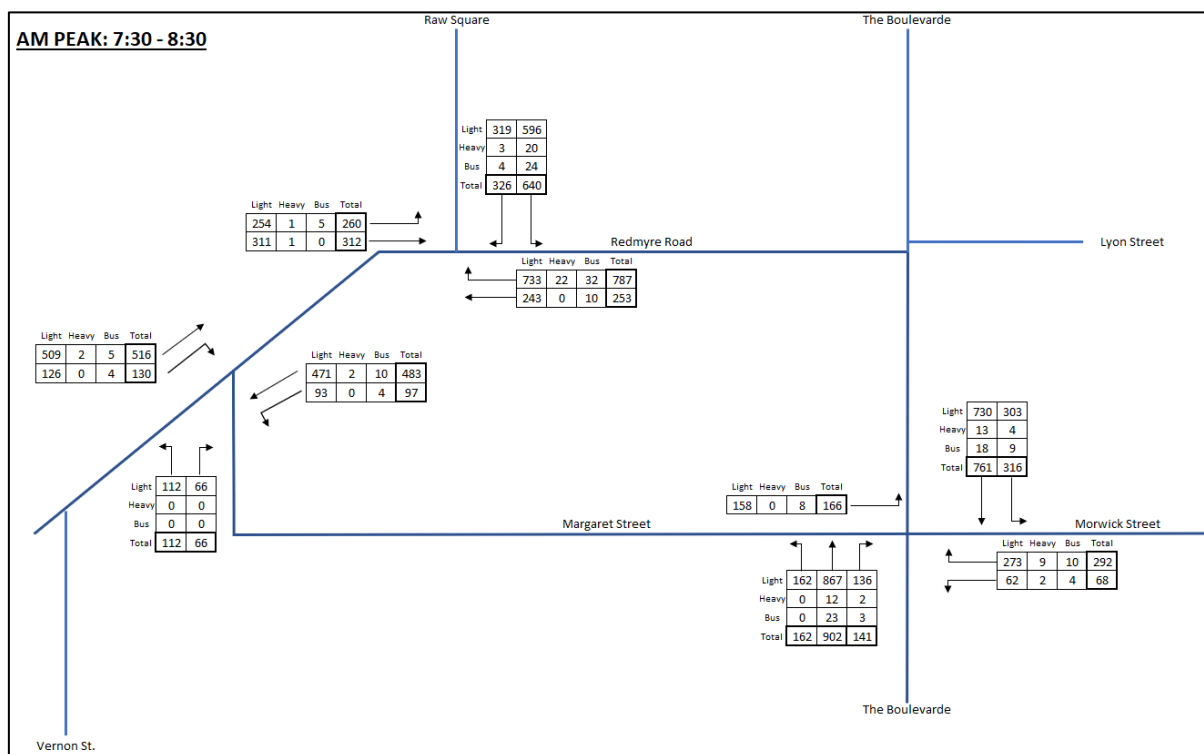 Raw Square
The Boulevarde
AM PEAK: 7:30 - 8:30
Light 319 596
Heavy 3 20
Bus 4 24
Total 326 640
Light Heavy Bus Total
254 1 5 260
311 1 0 312
Redmyre Road
Lyon Street
Light Heavy Bus Total
733 22 32 787
243 0 10 253
Light Heavy Bus Total
509 2 5 516
126 0 4 130
Light Heavy Bus Total
471 2 10 483
93 0 4 97
Light 730 303
Heavy 13 4
Bus 18 9
Total 761 316
Light 112 66
Heavy 0 0
Bus 0 0
Total 112 66
Light Heavy Bus Total
158 0 8 166
Margaret Street
Morwick Street
Light Heavy Bus Total
273 9 10 292
62 2 4 68
Light 162 867 136
Heavy 0 12 2
Bus 0 23 3
Total 162 902 141
The Boulevarde
Vernon St.